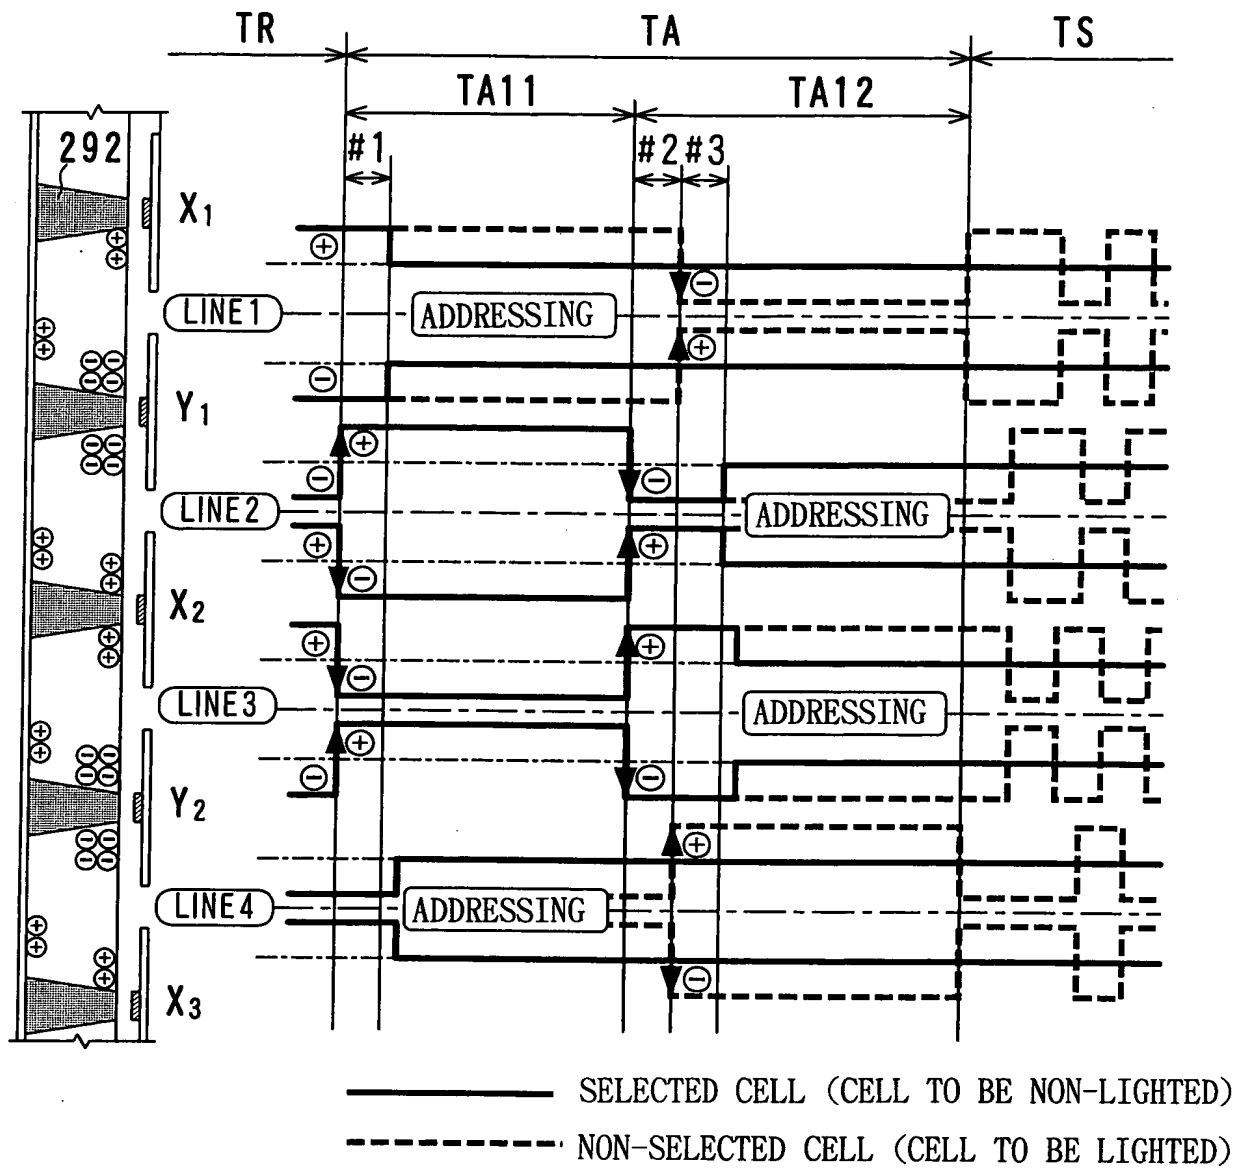 TR TA TS
TA11 TA12
292 #1 #2 #3
X1
+ + + −
LINE1 ADDRESSING
+ + − − − − − +
Y1
− − − − − + −
LINE2 ADDRESSING
+ + + + + − +
X2
+ + + − +
LINE3 ADDRESSING
+ + − − − − − + −
Y2
− − − − +
LINE4 ADDRESSING
+ + + + −
X3
SELECTED CELL (CELL TO BE NON-LIGHTED)
NON-SELECTED CELL (CELL TO BE LIGHTED)